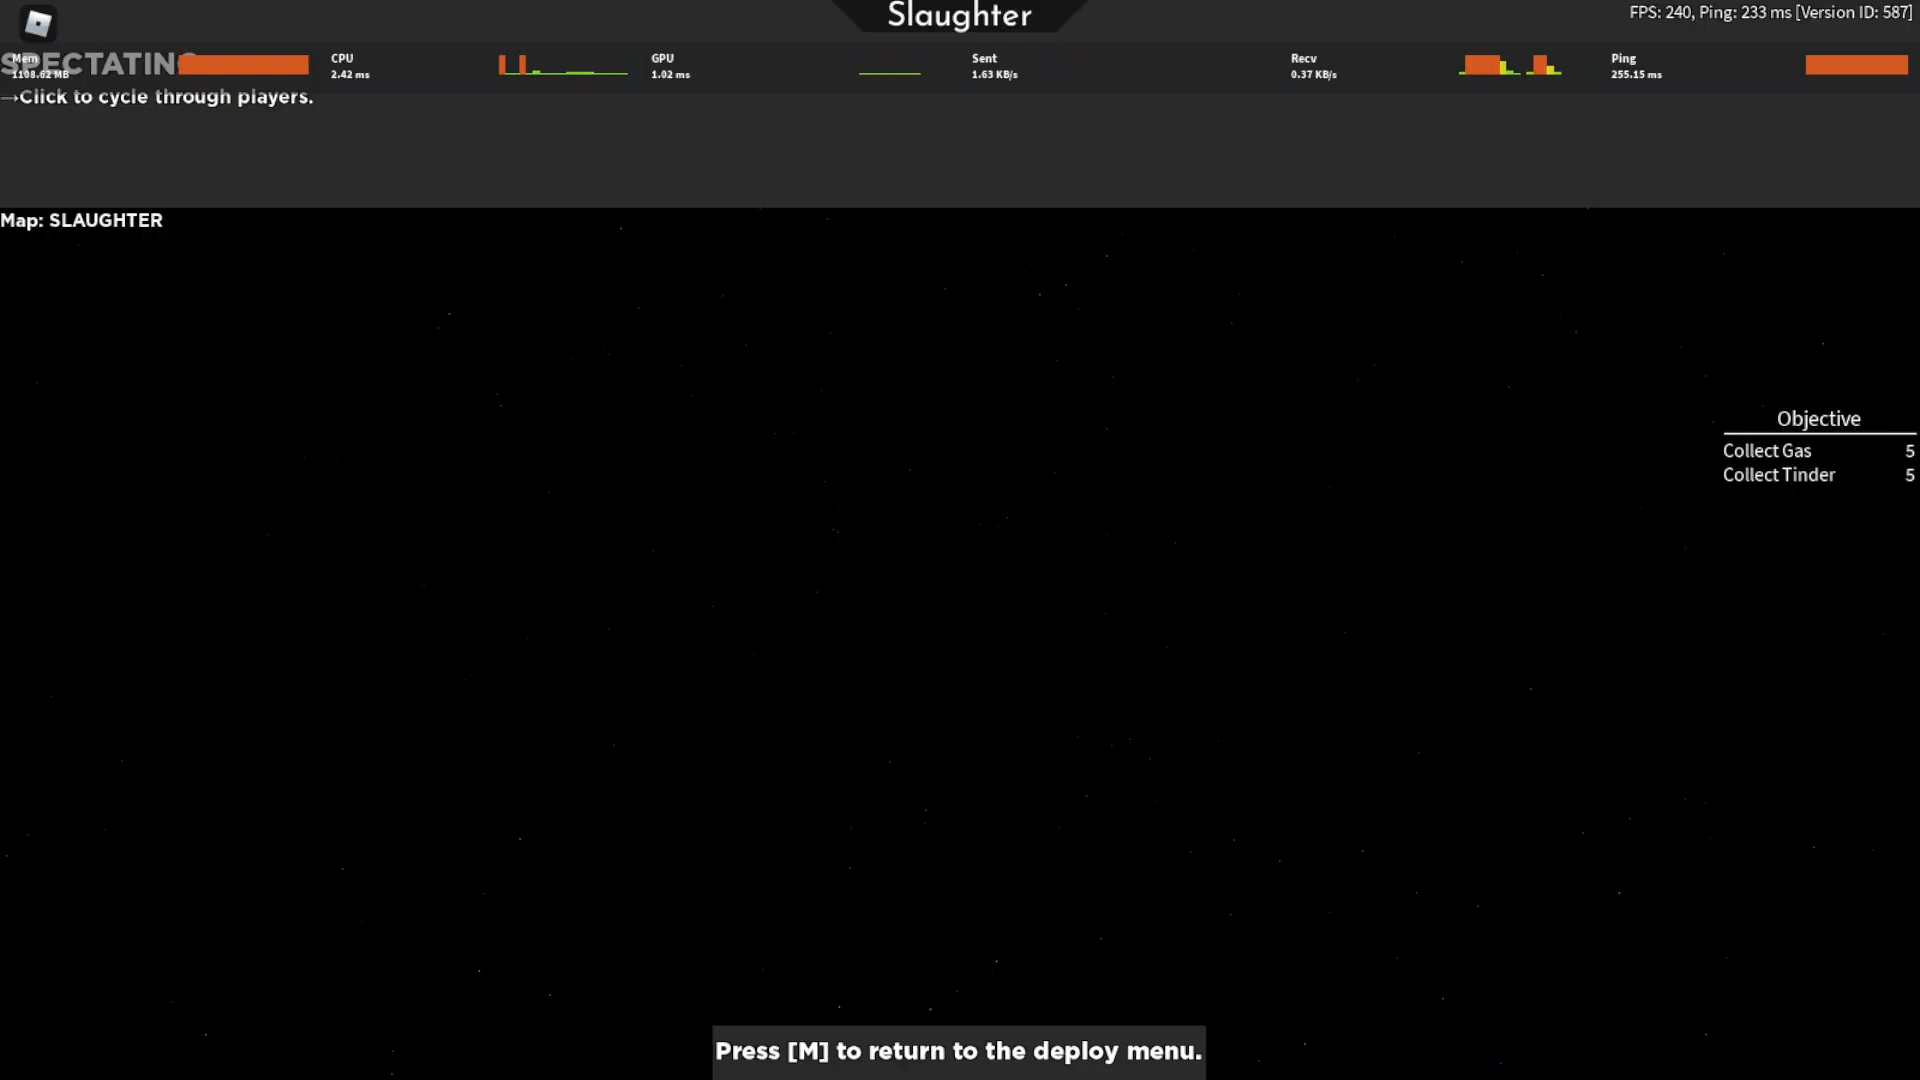 Slaughter
FPS: 240, Ping: 233 ms [Version ID: 587]
SPECTATING
Mem
1108.62 MB
CPU
2.42 ms
GPU
1.02 ms
Sent
1.63 KB/s
Recv
0.37 KB/s
Ping
255.15 ms
→Click to cycle through players.
Map: SLAUGHTER
Objective
Collect Gas 5
Collect Tinder 5
Press [M] to return to the deploy menu.